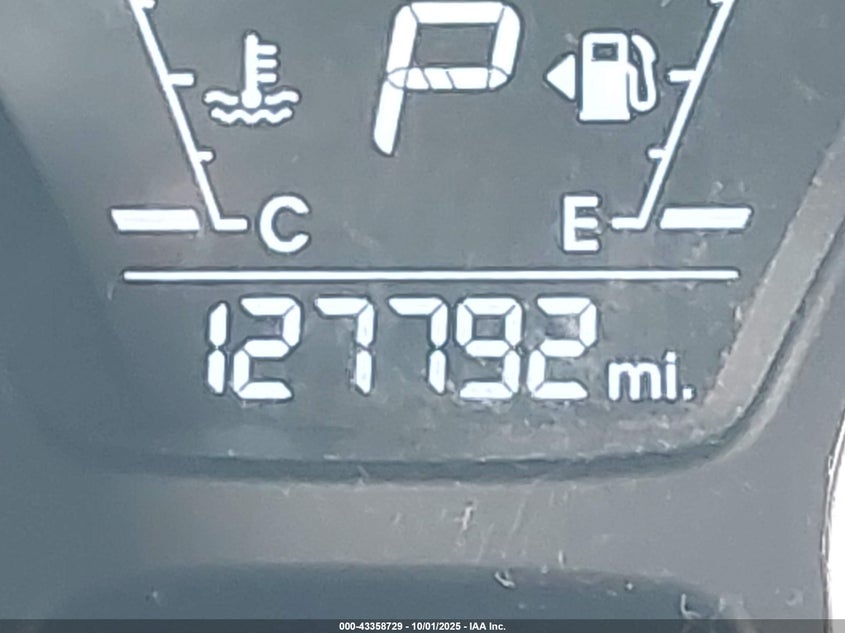 P
C E
127792 mi.
000-43358729 - 10/01/2025 - IAA Inc.